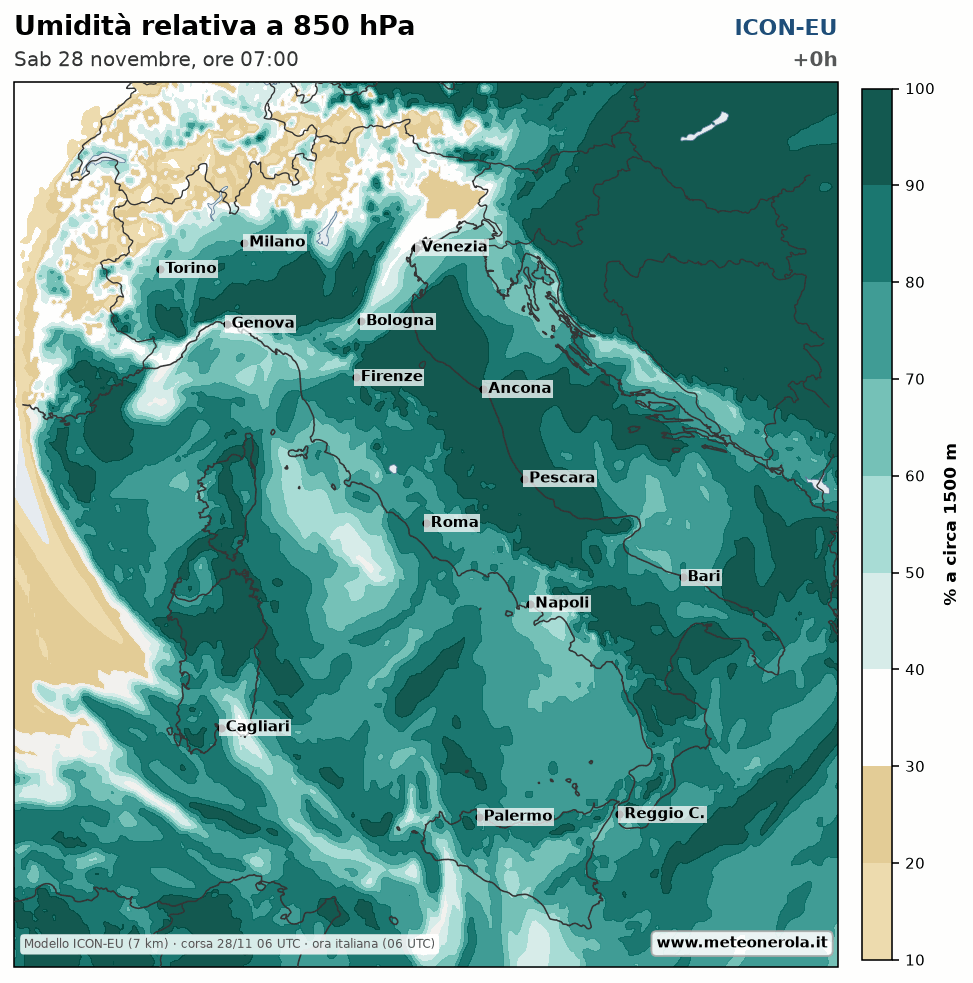 Umidità relativa a 850 hPa
ICON-EU
Sab 28 novembre, ore 07:00
+0h
100
90
80
70
60
50
40
30
20
10
% a circa 1500 m
Milano
Venezia
Torino
Genova
Bologna
Firenze
Ancona
Pescara
Roma
Bari
Napoli
Cagliari
Palermo
Reggio C.
Modello ICON-EU (7 km) · corsa 28/11 06 UTC · ora italiana (06 UTC)
www.meteonerola.it